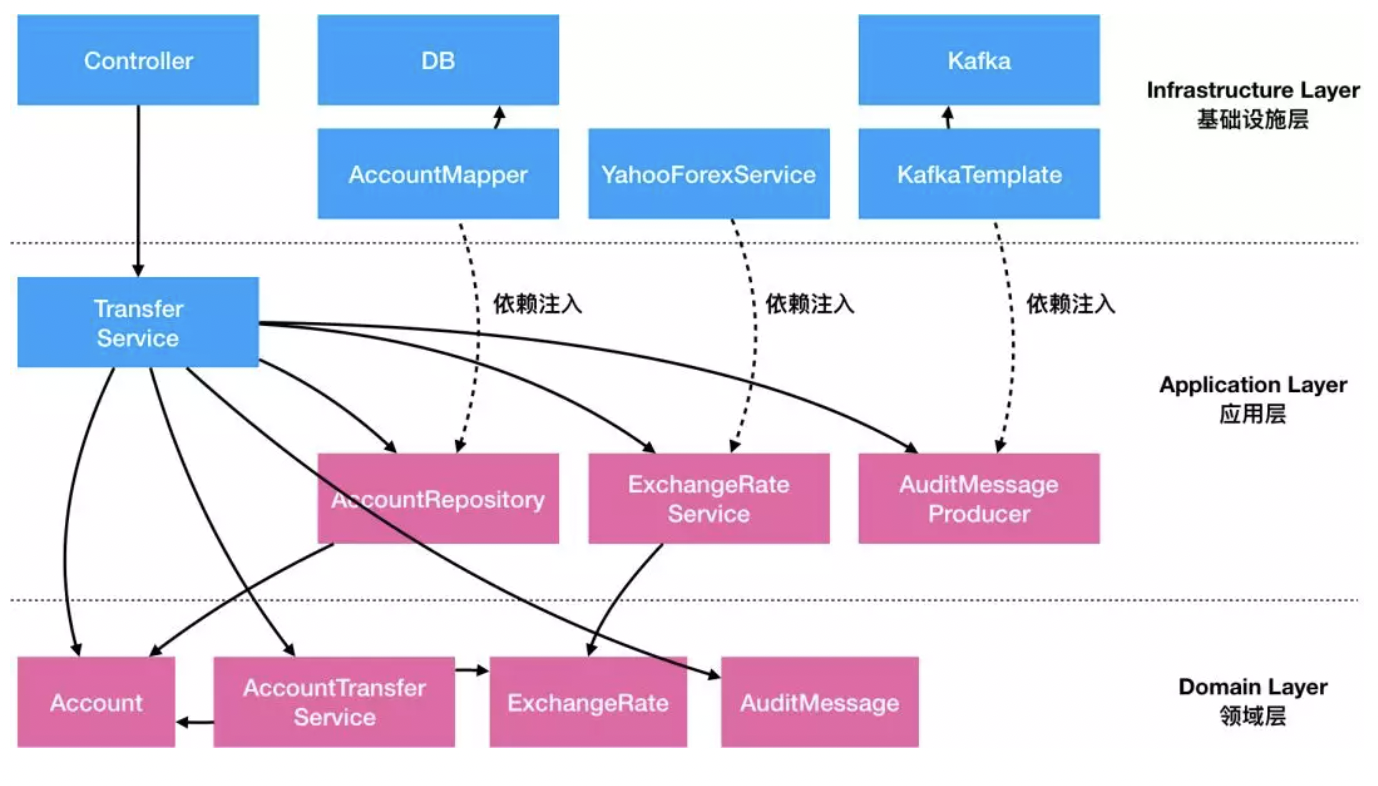 Controller
DB
Kafka
Infrastructure Layer
基础设施层
AccountMapper
YahooForexService
KafkaTemplate
依赖注入
依赖注入
依赖注入
Transfer
Service
Application Layer
应用层
AccountRepository
ExchangeRate
Service
AuditMessage
Producer
Account
AccountTransfer
Service
ExchangeRate
AuditMessage
Domain Layer
领域层